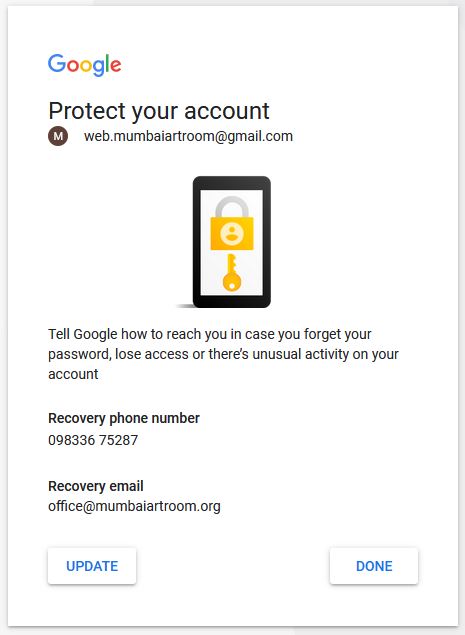 Google
Protect your account
M web.mumbaiartroom@gmail.com
Tell Google how to reach you in case you forget your
password, lose access or there's unusual activity on your
account
Recovery phone number
098336 75287
Recovery email
office@mumbaiartroom.org
UPDATE DONE